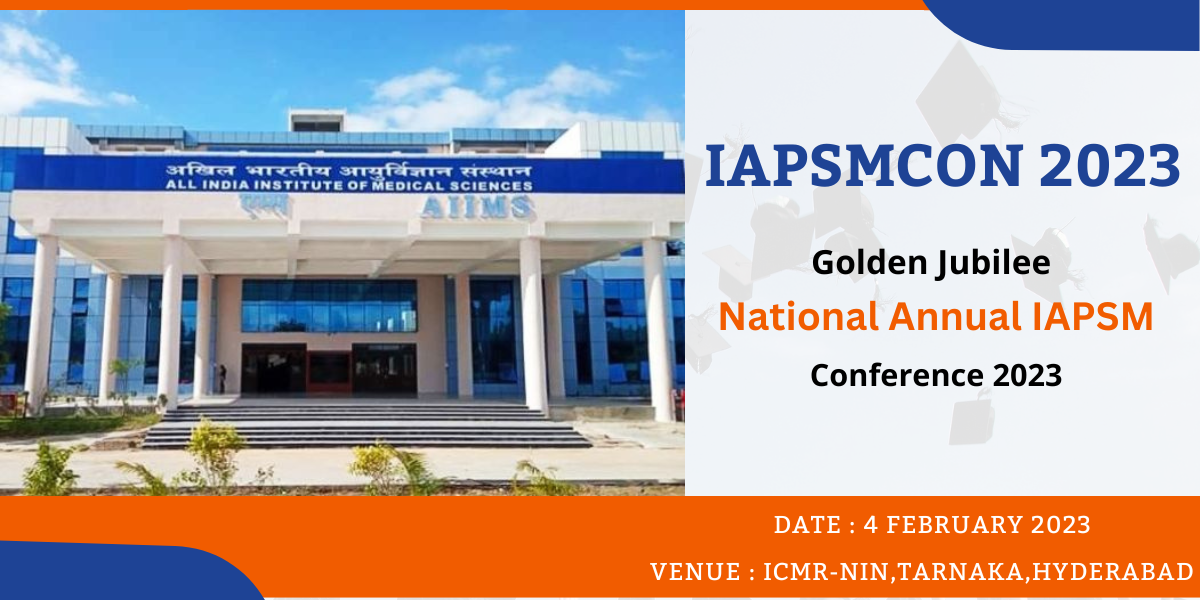 अखिल भारतीय आयुर्विज्ञान संस्थान
ALL INDIA INSTITUTE OF MEDICAL SCIENCES
एम्स AIIMS
IAPSMCON 2023
Golden Jubilee
National Annual IAPSM
Conference 2023
DATE : 4 FEBRUARY 2023
VENUE : ICMR-NIN,TARNAKA,HYDERABAD